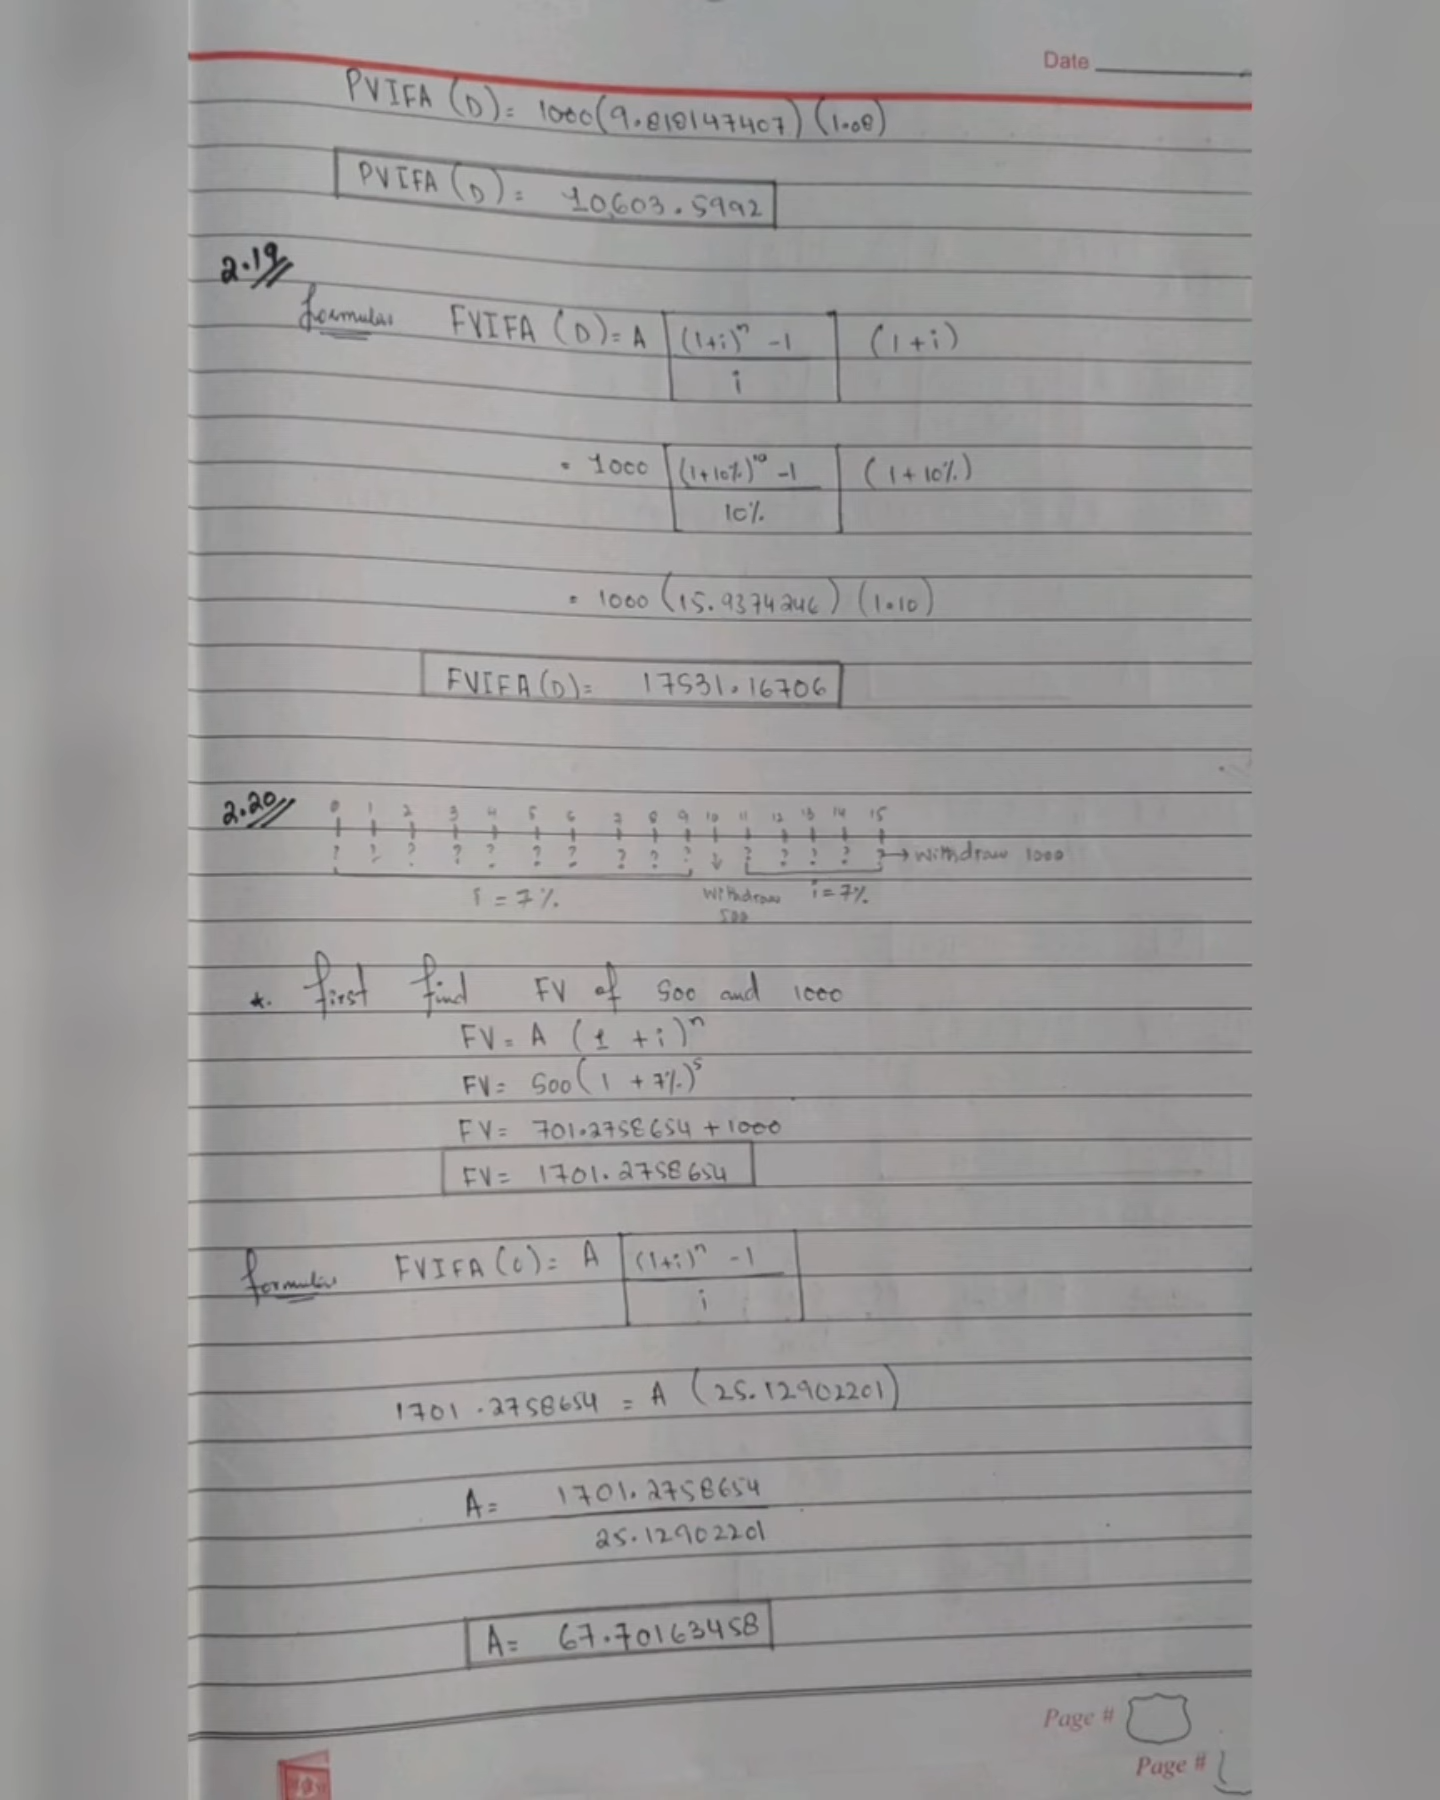 Date
PVIFA (D)= 1000(9.818147407) (1.08)
PVIFA (D)= 10,603.5992
2.19
formulas FVIFA (D)= A [(1+i)^n -1 / i] (1+i)
= 1000 [(1+10%)^10 -1 / 10%] (1+10%)
= 1000 (15.9374246) (1.10)
FVIFA (D)= 17531.16706
2.20
0 1 2 3 4 5 6 7 8 9 10 11 12 13 14 15
? ? ? ? ? ? ? ? ? ? ↓ ? ? ? ? ? → withdraw 1000
i = 7% withdraw 500 i = 7%
*. first find FV of 500 and 1000
FV= A (1 +i)^n
FV= 500(1 +7%)^5
FV= 701.2758654 + 1000
FV= 1701.2758654
formulas FVIFA (O)= A [(1+i)^n -1 / i]
1701.2758654 = A (25.12902201)
A= 1701.2758654 / 25.12902201
A= 67.70163458
Page #
Page #